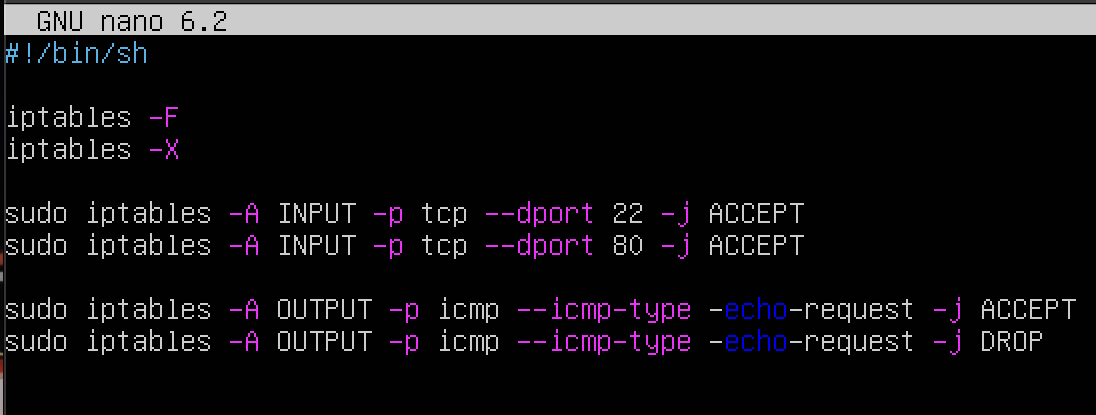 GNU nano 6.2
#!/bin/sh
iptables -F
iptables -X
sudo iptables -A INPUT -p tcp --dport 22 -j ACCEPT
sudo iptables -A INPUT -p tcp --dport 80 -j ACCEPT
sudo iptables -A OUTPUT -p icmp --icmp-type -echo-request -j ACCEPT
sudo iptables -A OUTPUT -p icmp --icmp-type -echo-request -j DROP